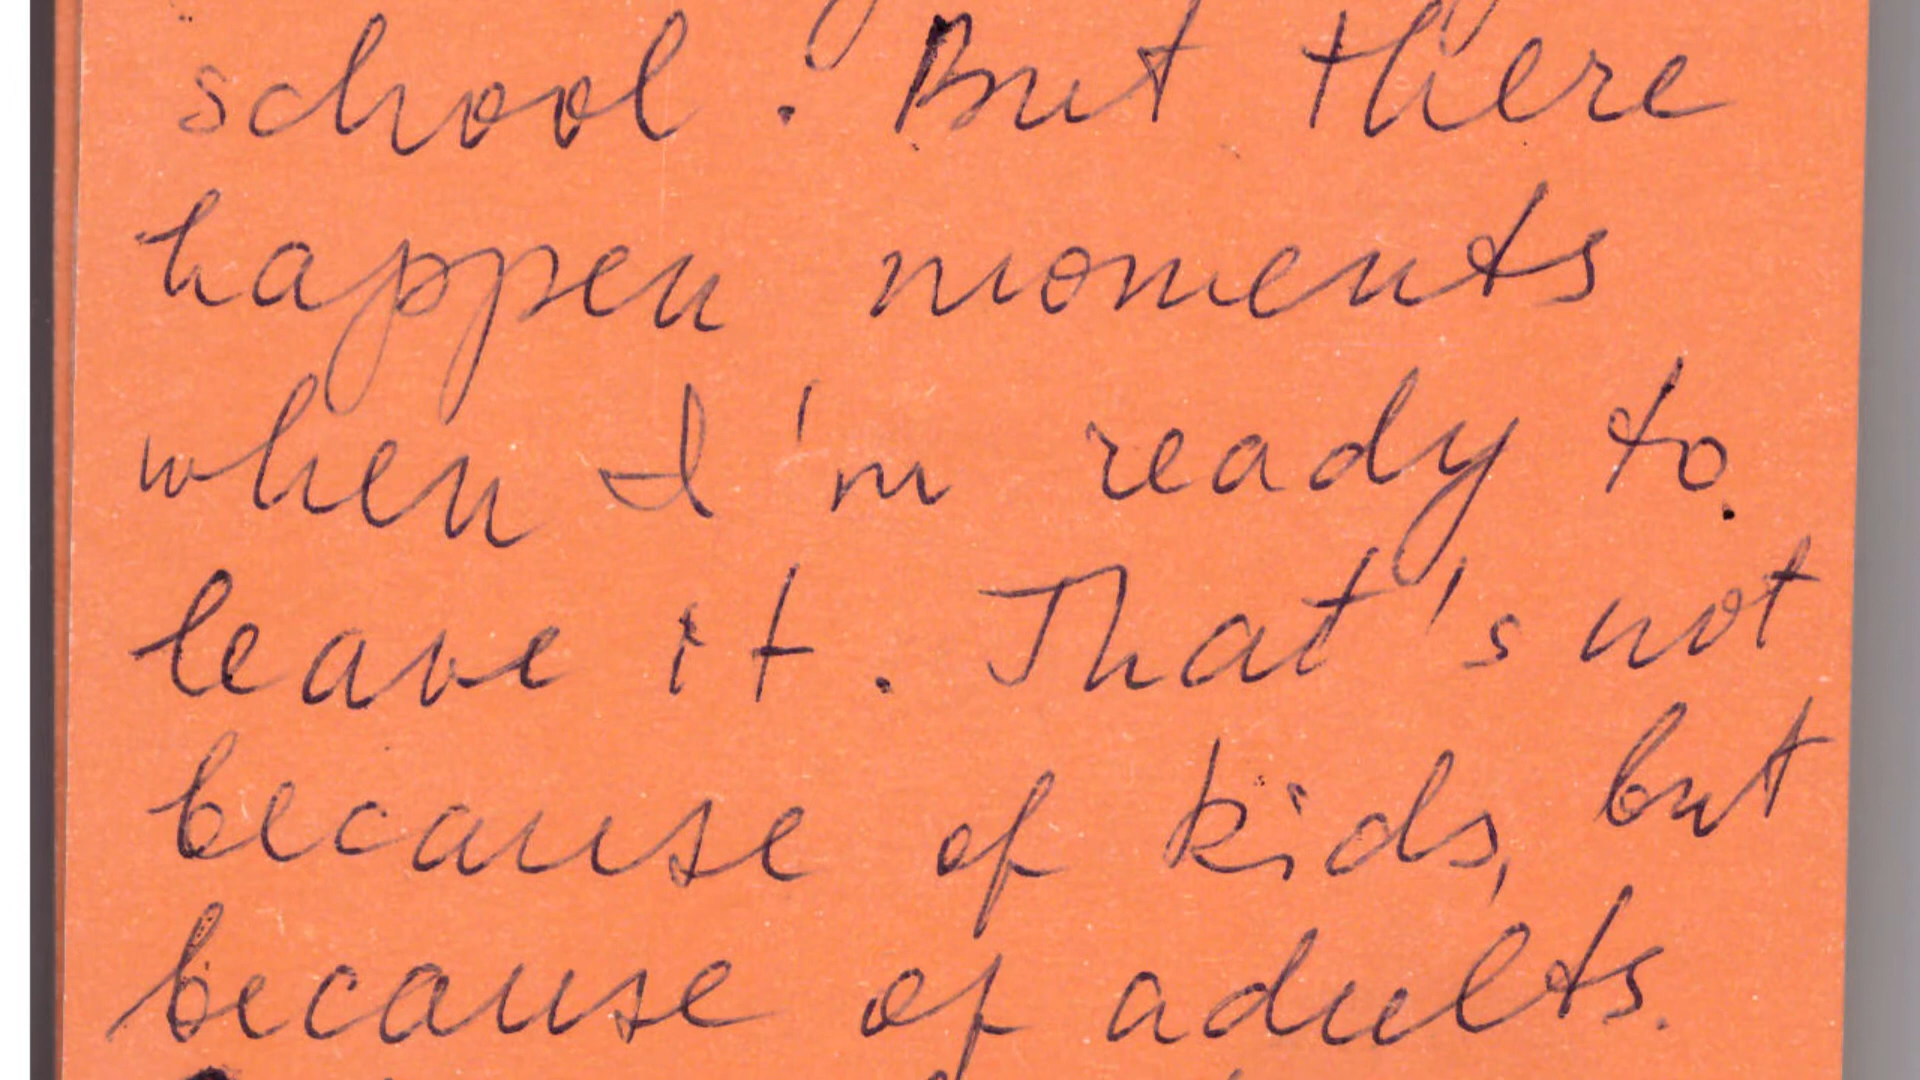 school. But there
happen moments
when I'm ready to
leave it. That's not
because of kids, but
because of adults.